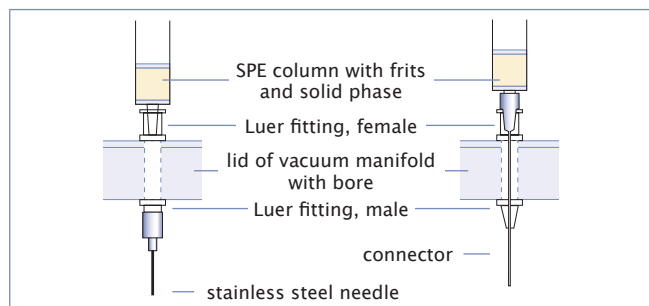 SPE column with frits
and solid phase
Luer fitting, female
lid of vacuum manifold
with bore
Luer fitting, male
connector
stainless steel needle